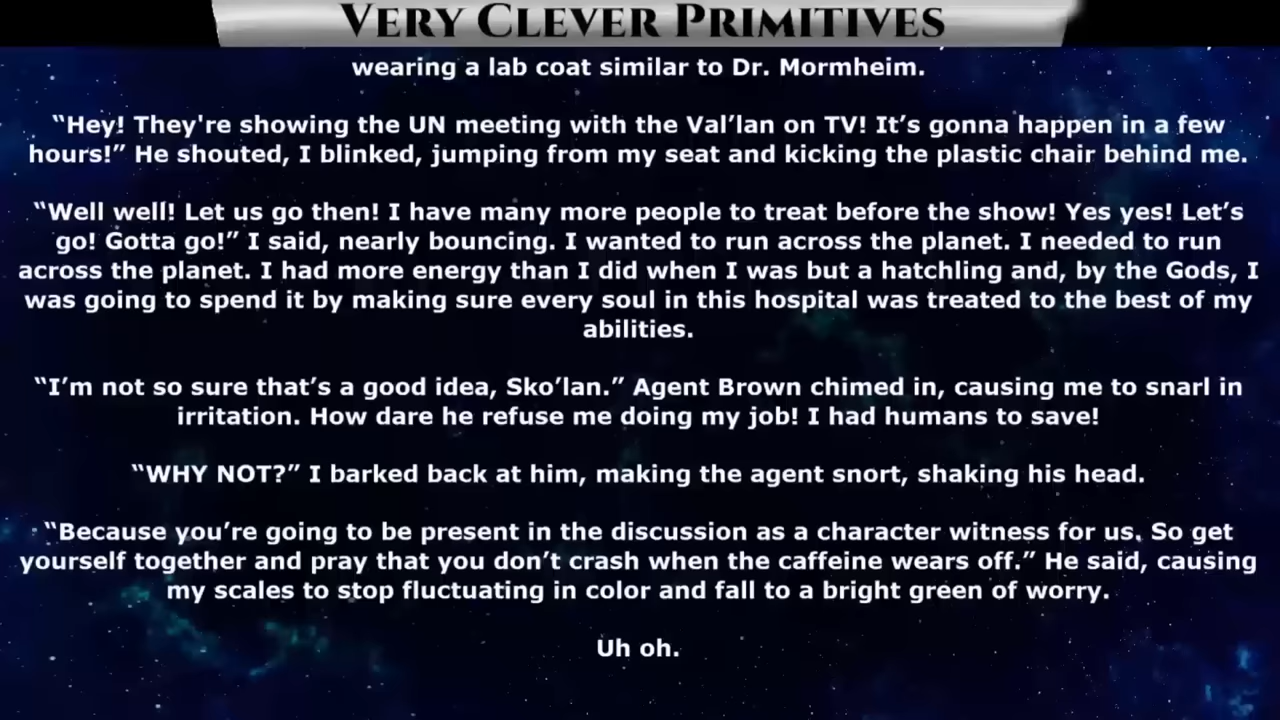 VERY CLEVER PRIMITIVES
wearing a lab coat similar to Dr. Mormheim.
“Hey! They're showing the UN meeting with the Val’lan on TV! It’s gonna happen in a few
hours!” He shouted, I blinked, jumping from my seat and kicking the plastic chair behind me.
“Well well! Let us go then! I have many more people to treat before the show! Yes yes! Let’s
go! Gotta go!” I said, nearly bouncing. I wanted to run across the planet. I needed to run
across the planet. I had more energy than I did when I was but a hatchling and, by the Gods, I
was going to spend it by making sure every soul in this hospital was treated to the best of my
abilities.
“I’m not so sure that’s a good idea, Sko’lan.” Agent Brown chimed in, causing me to snarl in
irritation. How dare he refuse me doing my job! I had humans to save!
“WHY NOT?” I barked back at him, making the agent snort, shaking his head.
“Because you’re going to be present in the discussion as a character witness for us. So get
yourself together and pray that you don’t crash when the caffeine wears off.” He said, causing
my scales to stop fluctuating in color and fall to a bright green of worry.
Uh oh.